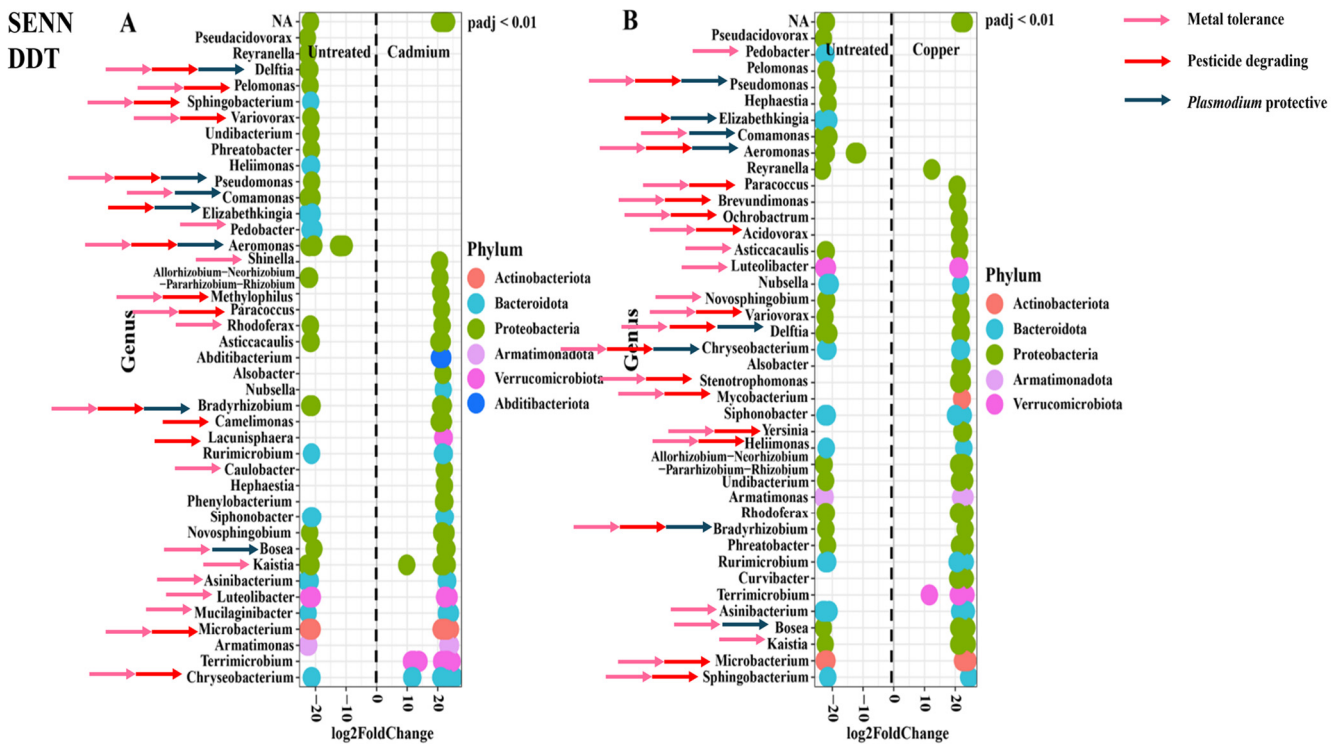 SENN
DDT
A
NA
Pseudacidovorax
Reyranella
Delftia
Pelomonas
Sphingobacterium
Variovorax
Undibacterium
Phreatobacter
Heliimonas
Pseudomonas
Comamonas
Elizabethkingia
Pedobacter
Aeromonas
Shinella
Allorhizobium−Neorhizobium
−Pararhizobium−Rhizobium
Methylophilus
Paracoccus
Rhodoferax
Asticcacaulis
Abditibacterium
Alsobacter
Nubsella
Bradyrhizobium
Camelimonas
Lacunisphaera
Rurimicrobium
Caulobacter
Hephaestia
Phenylobacterium
Siphonobacter
Novosphingobium
Bosea
Kaistia
Asinibacterium
Luteolibacter
Mucilaginibacter
Microbacterium
Armatimonas
Terrimicrobium
Chryseobacterium
Genus
Untreated
Cadmium
padj < 0.01
−20
−10
0
10
20
log2FoldChange
Phylum
Actinobacteriota
Bacteroidota
Proteobacteria
Armatimonadota
Verrucomicrobiota
Abditibacteriota
B
NA
Pseudacidovorax
Pedobacter
Pelomonas
Pseudomonas
Hephaestia
Elizabethkingia
Comamonas
Aeromonas
Reyranella
Paracoccus
Brevundimonas
Ochrobactrum
Acidovorax
Asticcacaulis
Luteolibacter
Nubsella
Novosphingobium
Variovorax
Delftia
Chryseobacterium
Alsobacter
Stenotrophomonas
Mycobacterium
Siphonobacter
Yersinia
Heliimonas
Allorhizobium−Neorhizobium
−Pararhizobium−Rhizobium
Undibacterium
Armatimonas
Rhodoferax
Bradyrhizobium
Phreatobacter
Rurimicrobium
Curvibacter
Terrimicrobium
Asinibacterium
Bosea
Kaistia
Microbacterium
Sphingobacterium
Genus
Untreated
Copper
padj < 0.01
−20
−10
0
10
20
log2FoldChange
Phylum
Actinobacteriota
Bacteroidota
Proteobacteria
Armatimonadota
Verrucomicrobiota
Metal tolerance
Pesticide degrading
Plasmodium protective